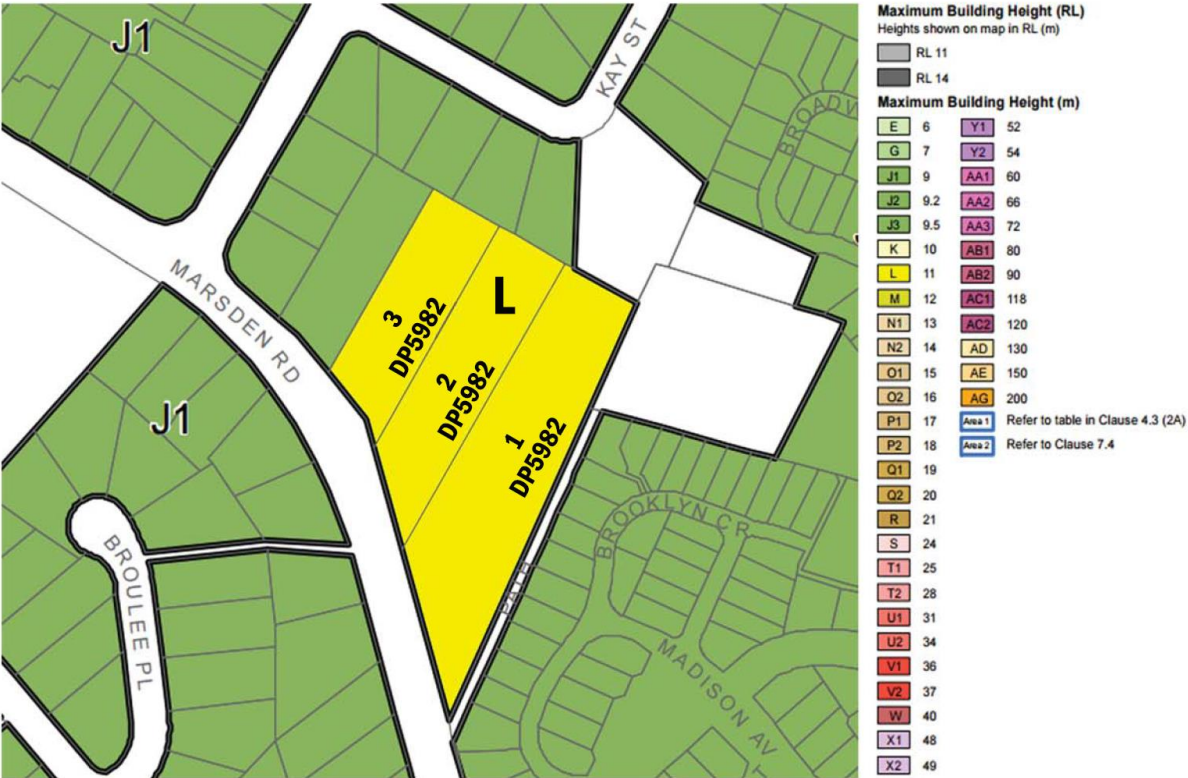 J1
KAY ST
BROADW
MARSDEN RD
L
3
DP5982
2
DP5982
1
DP5982
J1
BROULEE PL
BROOKLYN CR
PATH
MADISON AV
Maximum Building Height (RL)
Heights shown on map in RL (m)
RL 11
RL 14
Maximum Building Height (m)
E 6
G 7
J1 9
J2 9.2
J3 9.5
K 10
L 11
M 12
N1 13
N2 14
O1 15
O2 16
P1 17
P2 18
Q1 19
Q2 20
R 21
S 24
T1 25
T2 28
U1 31
U2 34
V1 36
V2 37
W 40
X1 48
X2 49
Y1 52
Y2 54
AA1 60
AA2 66
AA3 72
AB1 80
AB2 90
AC1 118
AC2 120
AD 130
AE 150
AG 200
Area 1 Refer to table in Clause 4.3 (2A)
Area 2 Refer to Clause 7.4